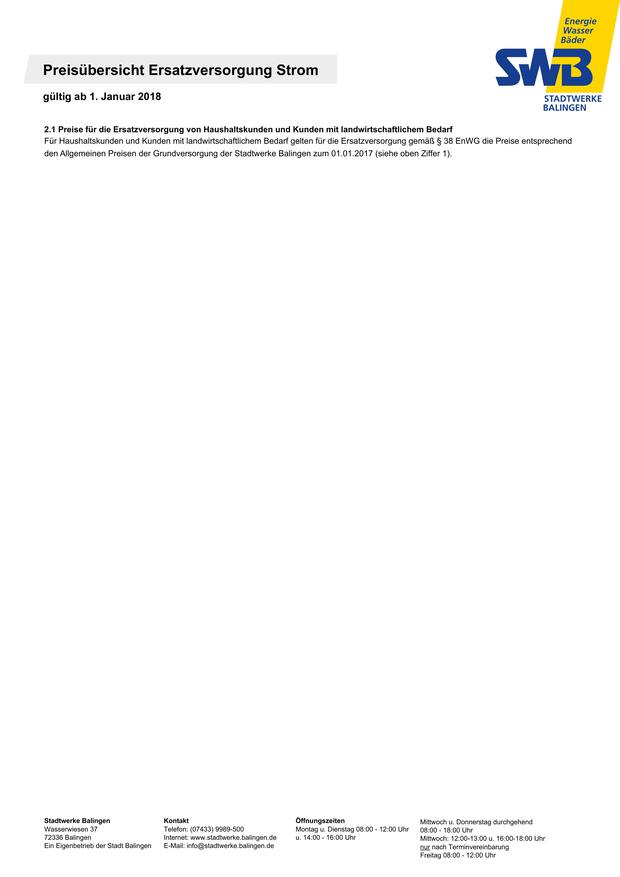 Energie
Wasser
Bäder
SWB
STADTWERKE
BALINGEN
Preisübersicht Ersatzversorgung Strom
gültig ab 1. Januar 2018
2.1 Preise für die Ersatzversorgung von Haushaltskunden und Kunden mit landwirtschaftlichem Bedarf
Für Haushaltskunden und Kunden mit landwirtschaftlichem Bedarf gelten für die Ersatzversorgung gemäß § 38 EnWG die Preise entsprechend
den Allgemeinen Preisen der Grundversorgung der Stadtwerke Balingen zum 01.01.2017 (siehe oben Ziffer 1).
Stadtwerke Balingen
Wasserwiesen 37
72336 Balingen
Ein Eigenbetrieb der Stadt Balingen
Kontakt
Telefon: (07433) 9989-500
Internet: www.stadtwerke.balingen.de
E-Mail: info@stadtwerke.balingen.de
Öffnungszeiten
Montag u. Dienstag 08:00 - 12:00 Uhr
u. 14:00 - 16:00 Uhr
Mittwoch u. Donnerstag durchgehend
08:00 - 18:00 Uhr
Mittwoch: 12:00-13:00 u. 16:00-18:00 Uhr
nur nach Terminvereinbarung
Freitag 08:00 - 12:00 Uhr